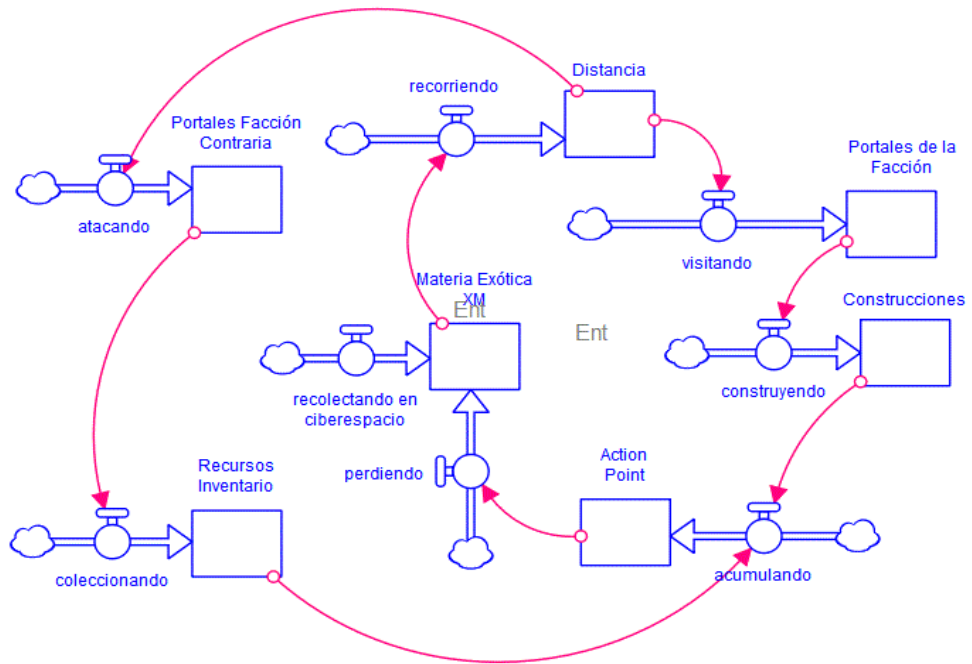 Distancia
recorriendo
Portales Facción
Contraria
Portales de la
Facción
atacando
visitando
Materia Exótica
XM
Ent
Ent
Construcciones
recolectando en
ciberespacio
construyendo
Recursos
Inventario
perdiendo
Action
Point
coleccionando
acumulando